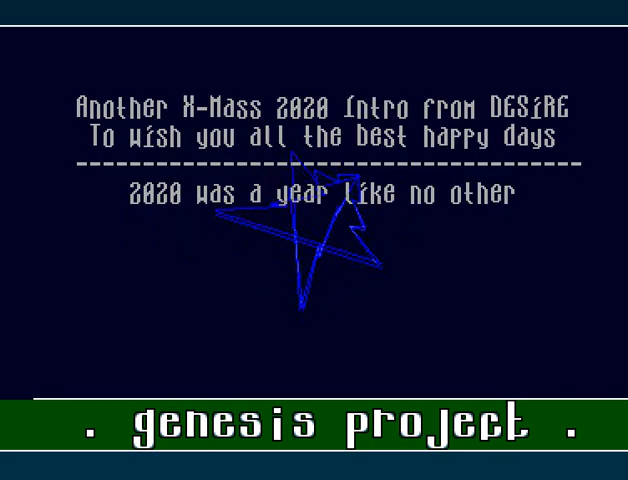 Another X-Mass 2020 Intro from DESiRE
To wish you all the best happy days
---------------------------------------
2020 was a year like no other
. genesis project .